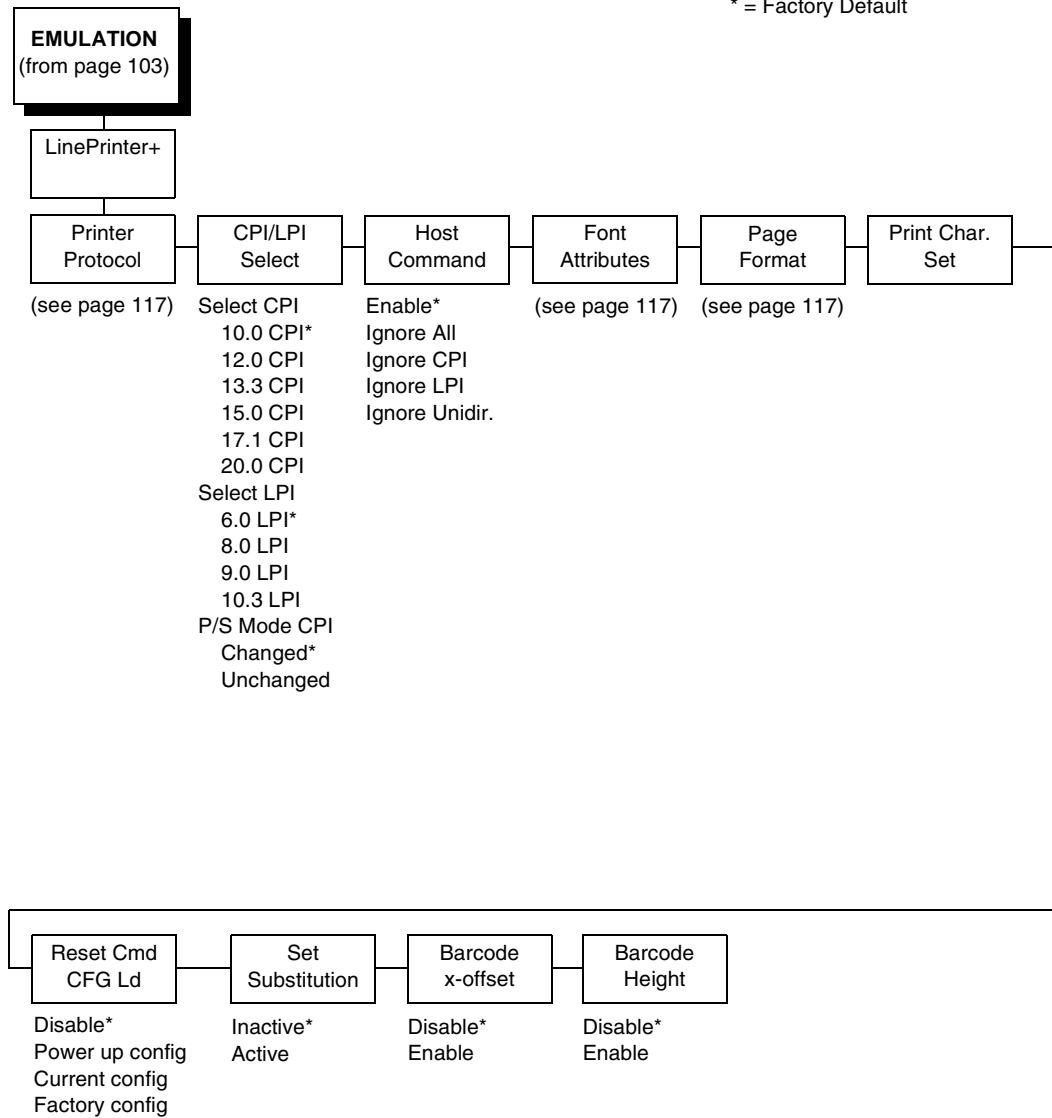 * = Factory Default
EMULATION
(from page 103)
LinePrinter+
Printer
Protocol
(see page 117)
CPI/LPI
Select
Select CPI
10.0 CPI*
12.0 CPI
13.3 CPI
15.0 CPI
17.1 CPI
20.0 CPI
Select LPI
6.0 LPI*
8.0 LPI
9.0 LPI
10.3 LPI
P/S Mode CPI
Changed*
Unchanged
Host
Command
Enable*
Ignore All
Ignore CPI
Ignore LPI
Ignore Unidir.
Font
Attributes
(see page 117)
Page
Format
(see page 117)
Print Char.
Set
Reset Cmd
CFG Ld
Disable*
Power up config
Current config
Factory config
Set
Substitution
Inactive*
Active
Barcode
x-offset
Disable*
Enable
Barcode
Height
Disable*
Enable